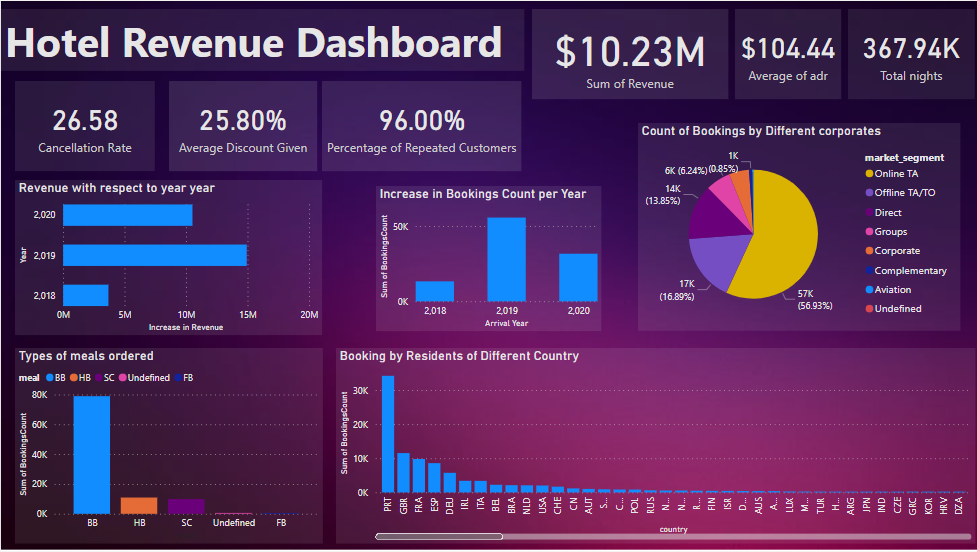 Hotel Revenue Dashboard
$10.23M
Sum of Revenue
$104.44
Average of adr
367.94K
Total nights
26.58
Cancellation Rate
25.80%
Average Discount Given
96.00%
Percentage of Repeated Customers
Revenue with respect to year year
Year
2,020
2,019
2,018
0M 5M 10M 15M 20M
Increase in Revenue
Increase in Bookings Count per Year
Sum of BookingsCount
50K
0K
2,018 2,019 2,020
Arrival Year
Count of Bookings by Different corporates
1K
(0.85%)
6K (6.24%)
14K
(13.85%)
17K
(16.89%)
57K
(56.93%)
market_segment
Online TA
Offline TA/TO
Direct
Groups
Corporate
Complementary
Aviation
Undefined
Types of meals ordered
meal BB HB SC Undefined FB
Sum of BookingsCount
80K
60K
40K
20K
0K
BB HB SC Undefined FB
Booking by Residents of Different Country
Sum of BookingsCount
30K
20K
10K
0K
PRT GBR FRA ESP DEU IRL ITA BEL BRA NLD USA CHE CN AUT S... C... POL RUS N... N... R... FIN ISR D... AUS A... LUX M... TUR H... ARG JPN IND CZE GRC KOR HRV DZA
country